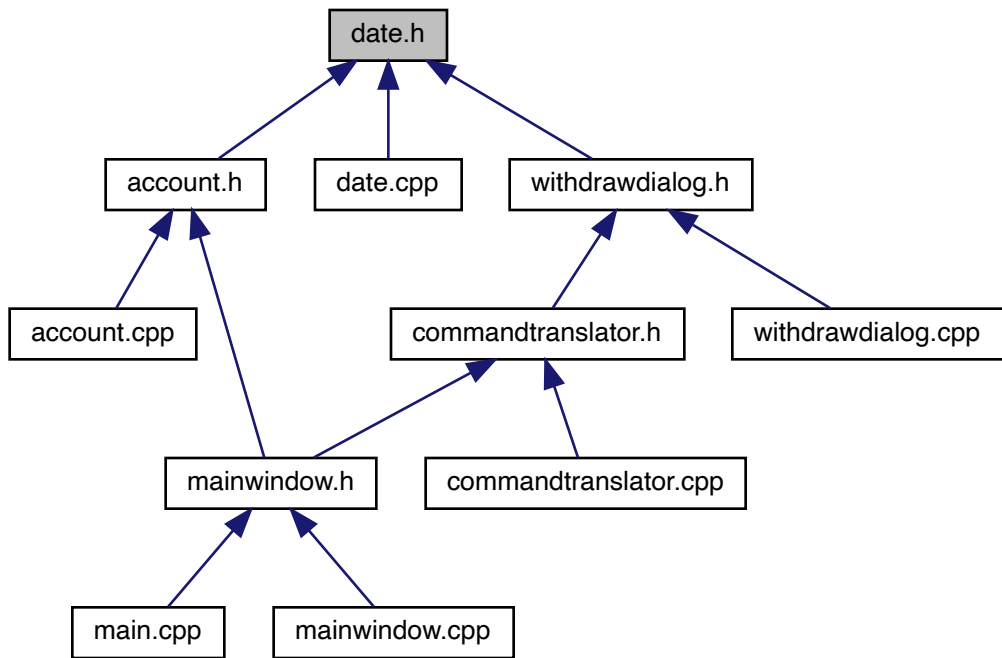 date.h
account.h
date.cpp
withdrawdialog.h
account.cpp
commandtranslator.h
withdrawdialog.cpp
mainwindow.h
commandtranslator.cpp
main.cpp
mainwindow.cpp